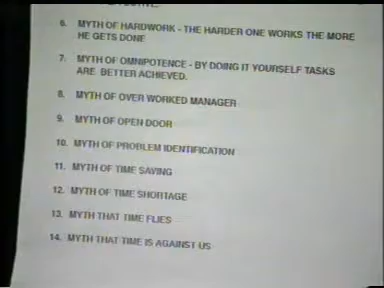 6. MYTH OF HARDWORK - THE HARDER ONE WORKS THE MORE
HE GETS DONE
7. MYTH OF OMNIPOTENCE - BY DOING IT YOURSELF TASKS
ARE BETTER ACHIEVED.
8. MYTH OF OVER WORKED MANAGER
9. MYTH OF OPEN DOOR
10. MYTH OF PROBLEM IDENTIFICATION
11. MYTH OF TIME SAVING
12. MYTH OF TIME SHORTAGE
13. MYTH THAT TIME FLIES
14. MYTH THAT TIME IS AGAINST US